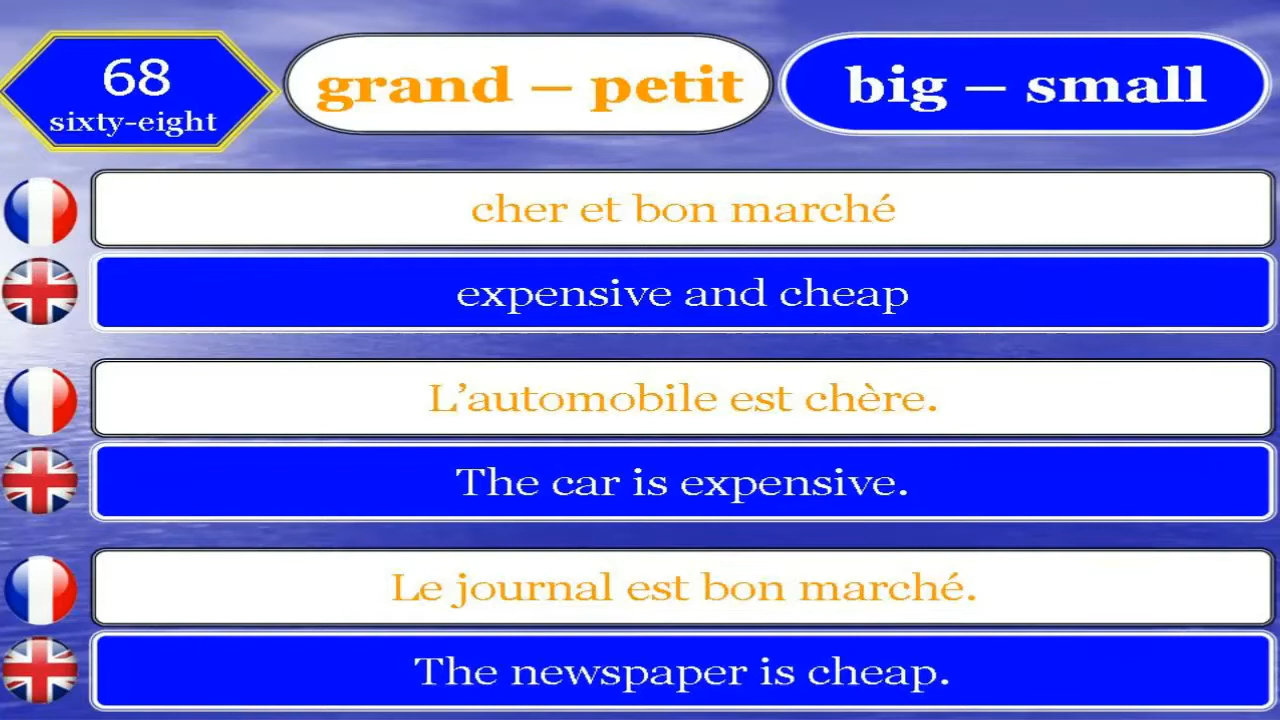 68
sixty-eight
grand – petit
big – small
cher et bon marché
expensive and cheap
L’automobile est chère.
The car is expensive.
Le journal est bon marché.
The newspaper is cheap.